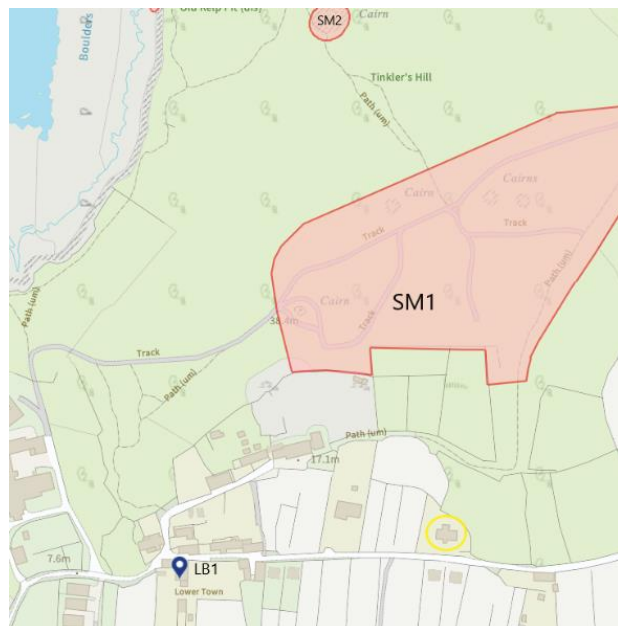 Old Kelp Pit (dis)
SM2
Cairn
Boulders
Tinkler's Hill
Path (um)
Cairn
Cairns
Track
Track
SM1
Path (um)
Cairn
Track
38.4m
Path (um)
Track
Path (um)
Path (um)
17.1m
7.6m
LB1
Lower Town